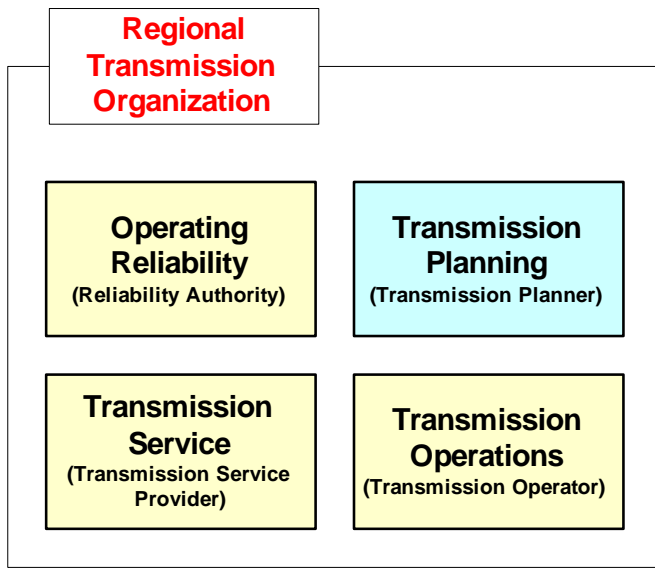 Regional
Transmission
Organization
Operating
Reliability
(Reliability Authority)
Transmission
Planning
(Transmission Planner)
Transmission
Service
(Transmission Service
Provider)
Transmission
Operations
(Transmission Operator)